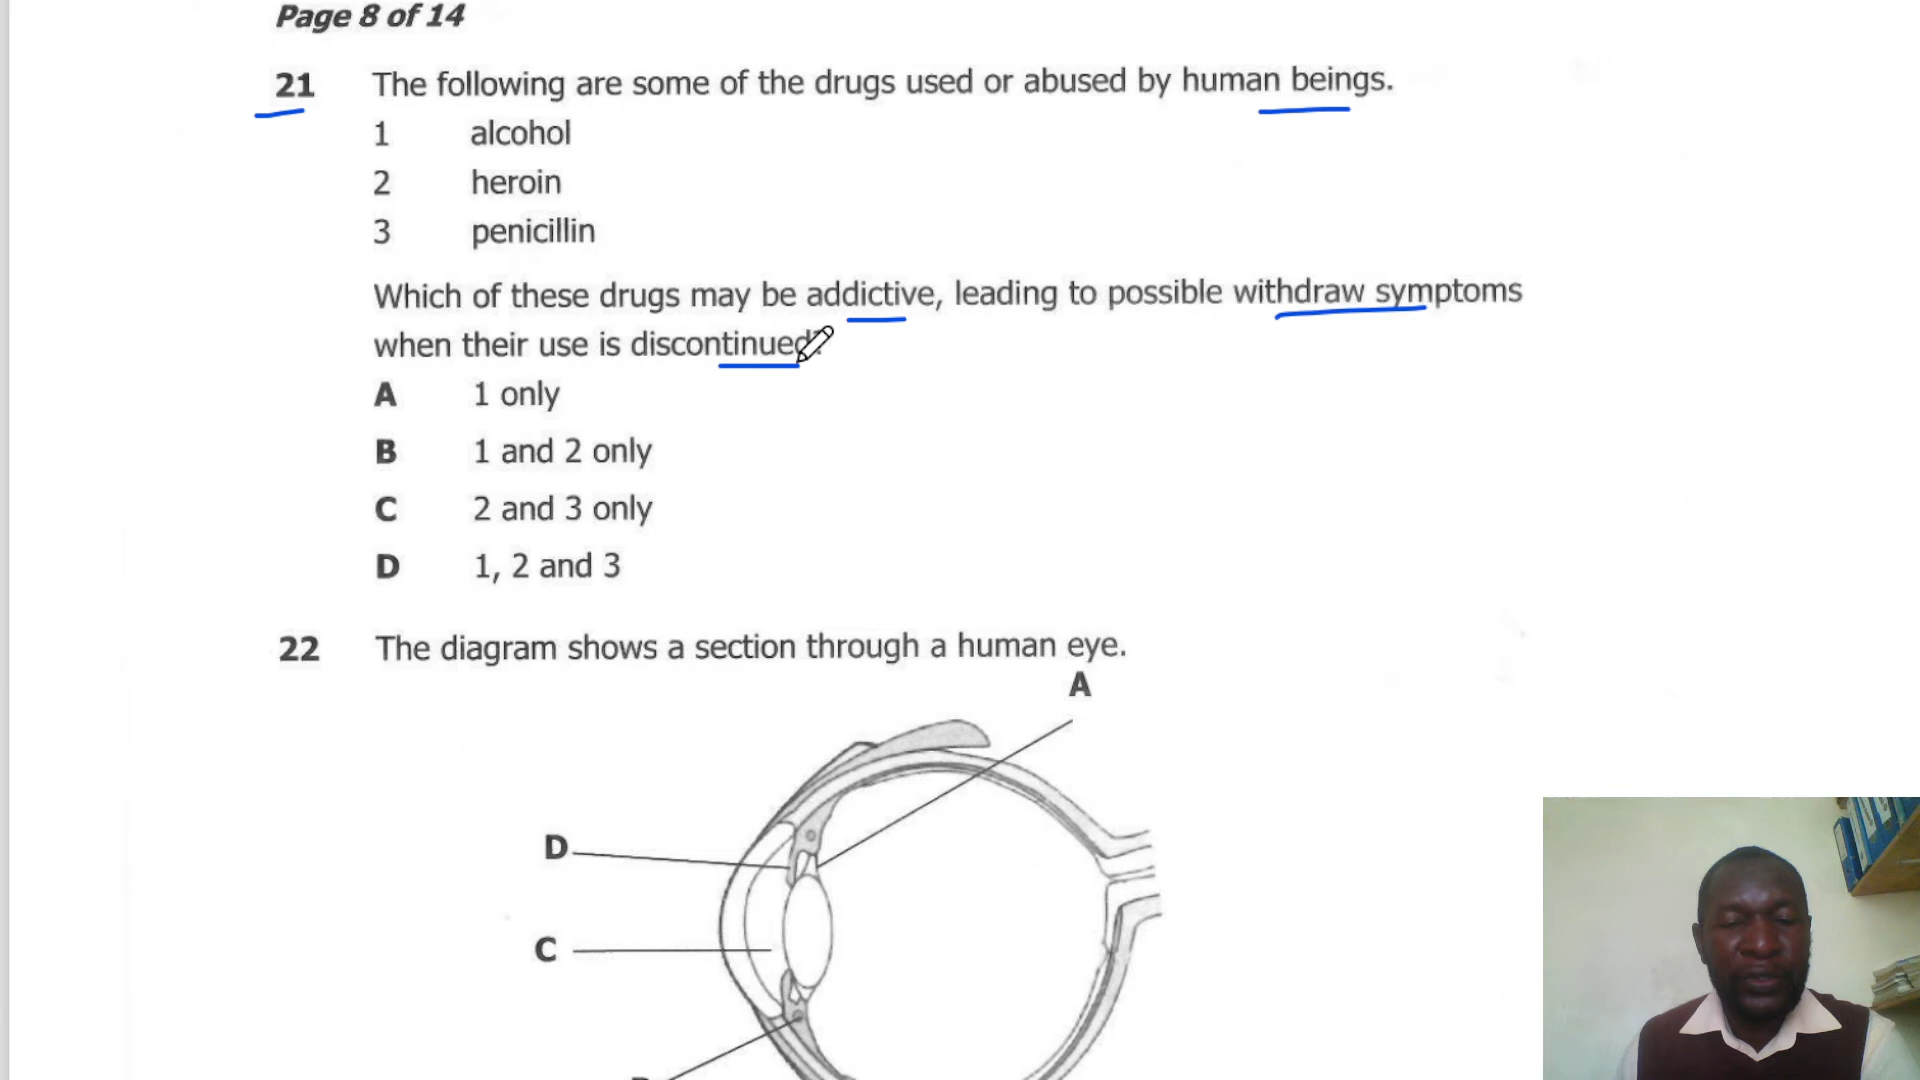 Page 8 of 14
21 The following are some of the drugs used or abused by human beings.
1 alcohol
2 heroin
3 penicillin
Which of these drugs may be addictive, leading to possible withdraw symptoms
when their use is discontinued?
A 1 only
B 1 and 2 only
C 2 and 3 only
D 1, 2 and 3
22 The diagram shows a section through a human eye.
A
D
C